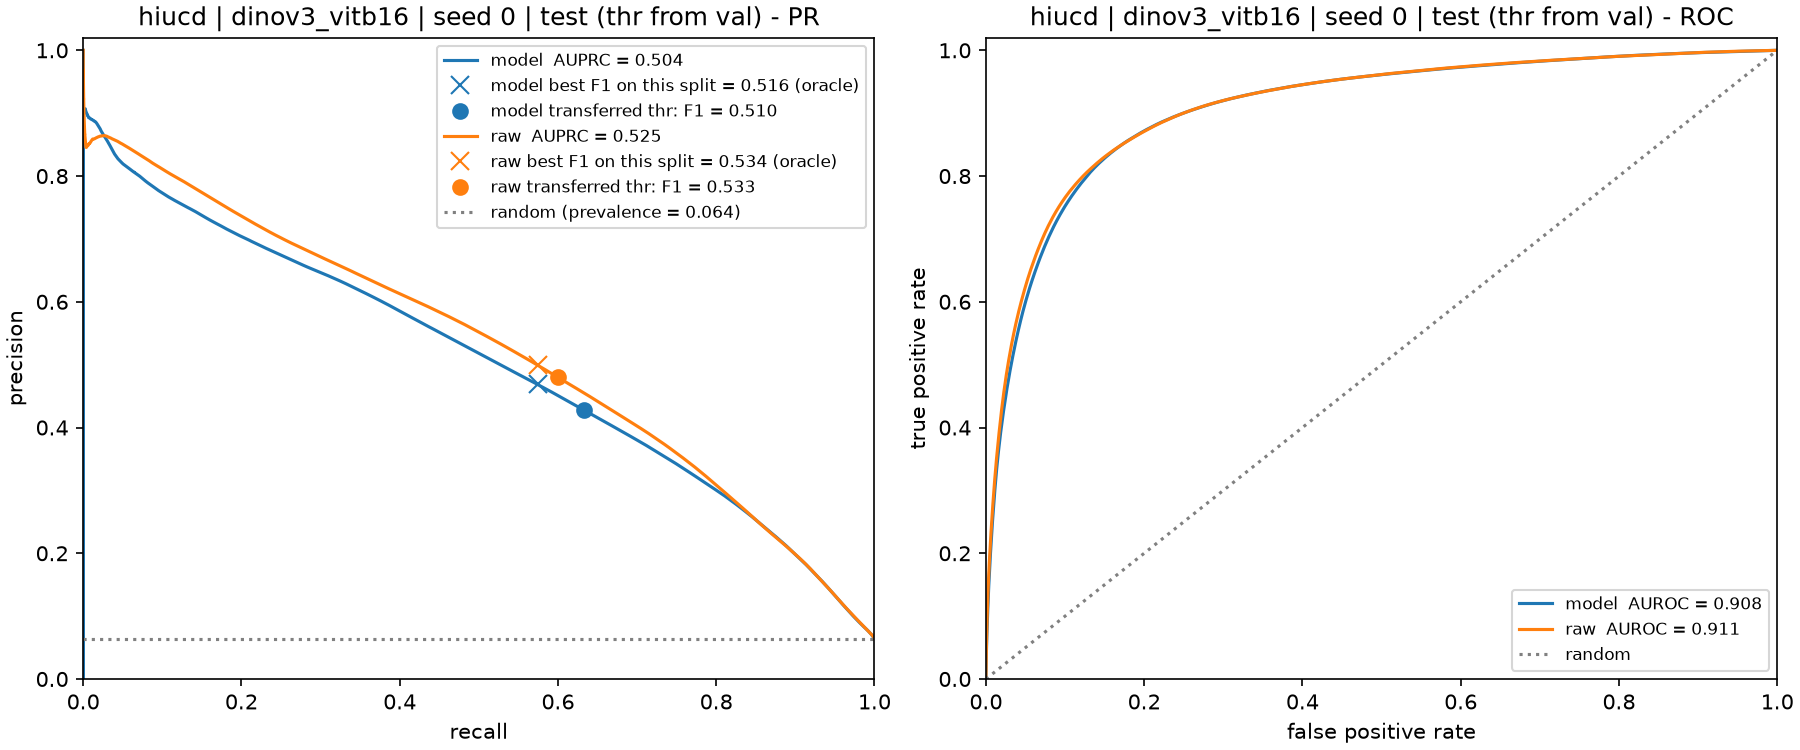 hiucd | dinov3_vitb16 | seed 0 | test (thr from val) - PR
1.0
0.8
0.6
0.4
0.2
0.0
precision
0.0 0.2 0.4 0.6 0.8 1.0
recall
model AUPRC = 0.504
model best F1 on this split = 0.516 (oracle)
model transferred thr: F1 = 0.510
raw AUPRC = 0.525
raw best F1 on this split = 0.534 (oracle)
raw transferred thr: F1 = 0.533
random (prevalence = 0.064)
hiucd | dinov3_vitb16 | seed 0 | test (thr from val) - ROC
1.0
0.8
0.6
0.4
0.2
0.0
true positive rate
0.0 0.2 0.4 0.6 0.8 1.0
false positive rate
model AUROC = 0.908
raw AUROC = 0.911
random